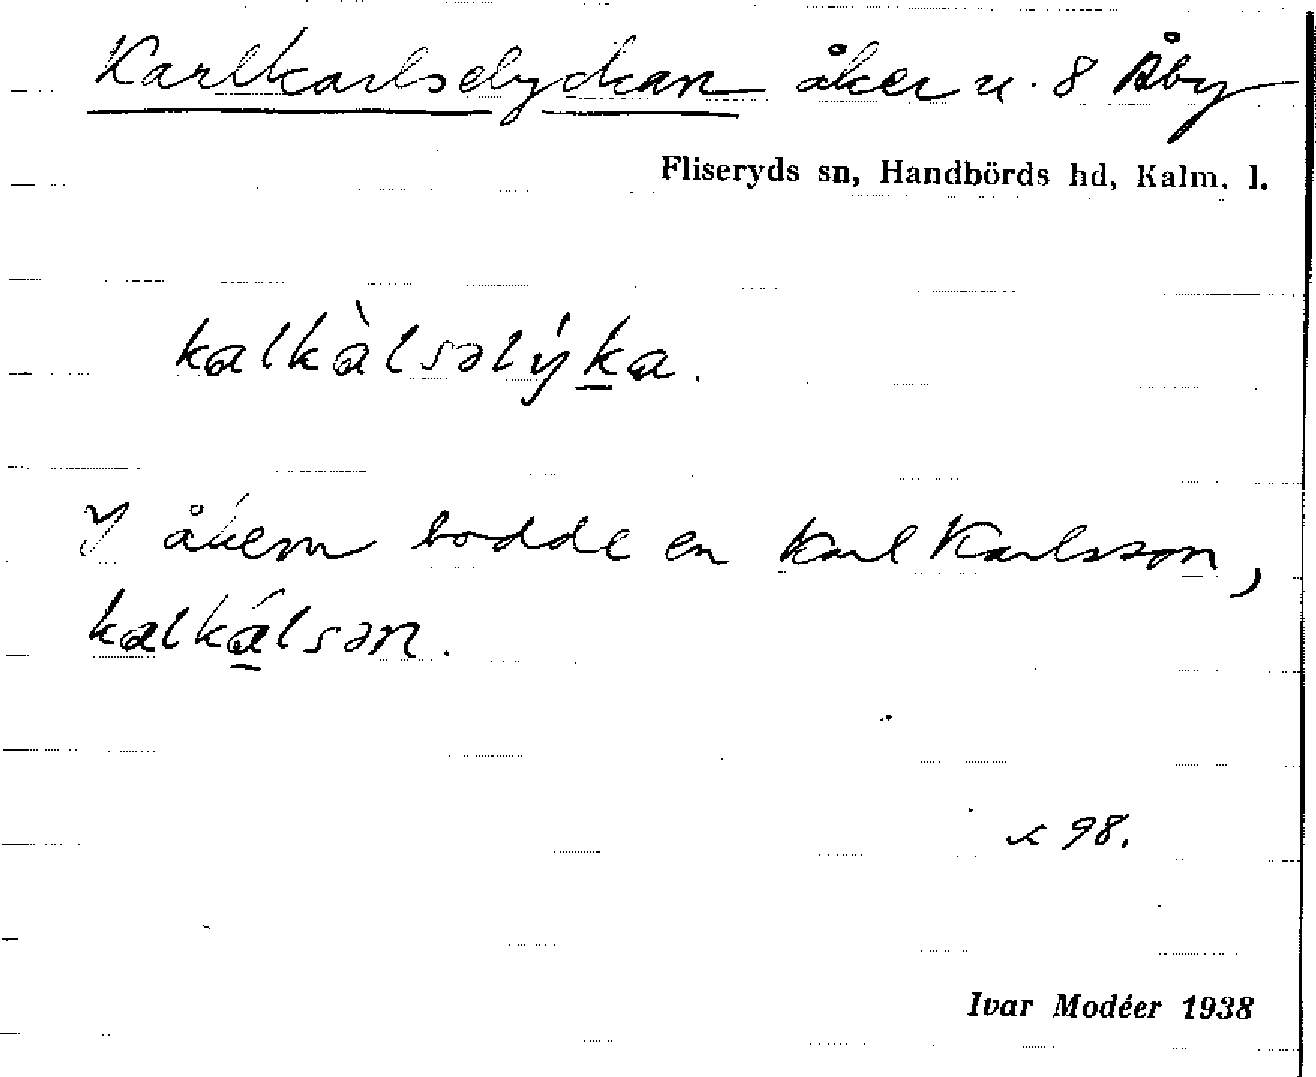 Karlkarlselyckan åker u. 8 Åby
Fliseryds sn, Handbörds hd, Kalm. l.
kalkàlsəlýka.
I åkern bodde en Karl Karlsson,
kalkálsən.
98.
Ivar Modéer 1938